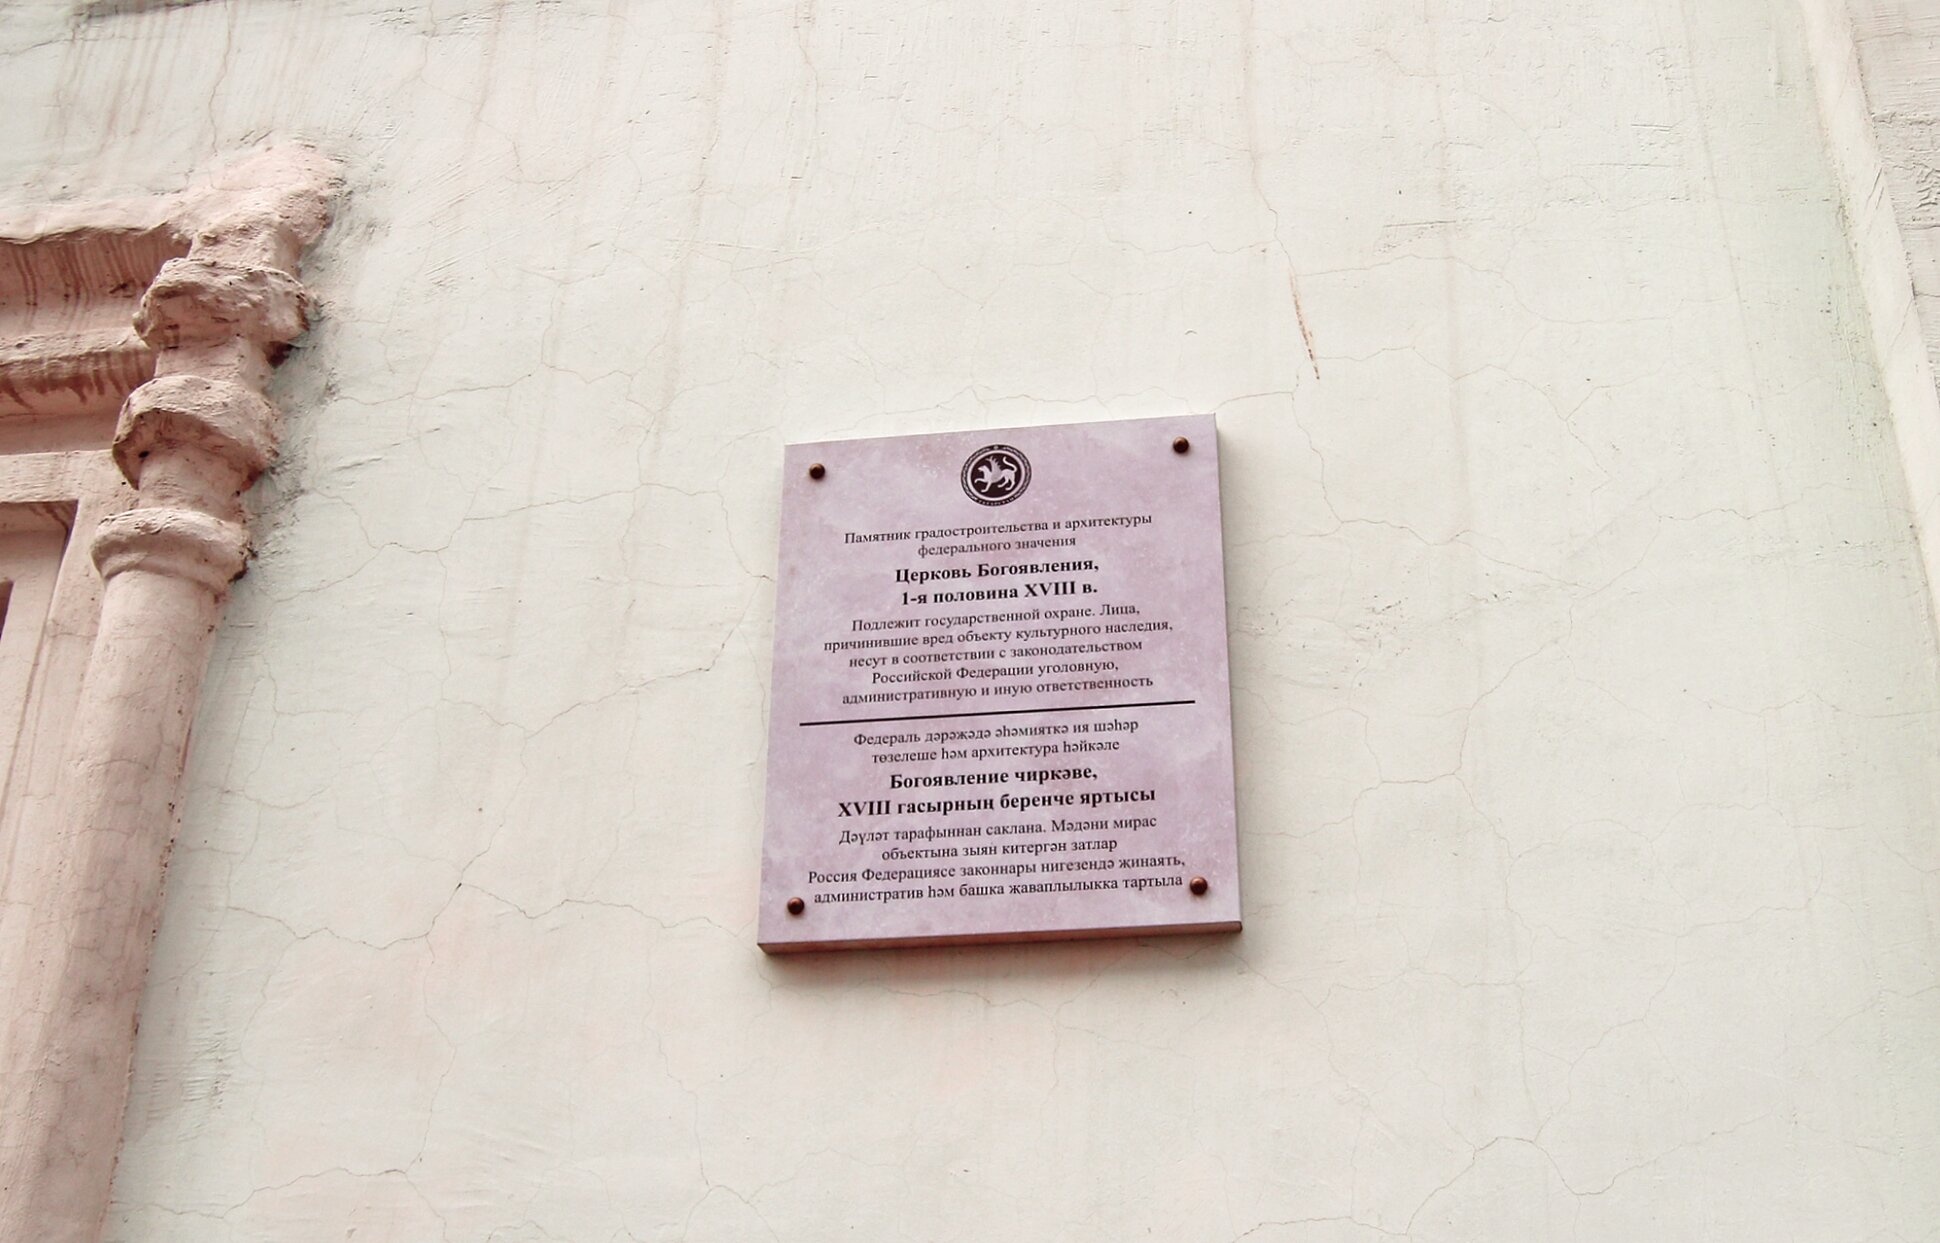 Памятник градостроительства и архитектуры
федерального значения
Церковь Богоявления,
1-я половина XVIII в.
Подлежит государственной охране. Лица,
причинившие вред объекту культурного наследия,
несут в соответствии с законодательством
Российской Федерации уголовную,
административную и иную ответственность
Федераль дәрәҗәдә әһәмияткә ия шәһәр
төзелеше һәм архитектура һәйкәле
Богоявление чиркәве,
XVIII гасырның беренче яртысы
Дәүләт тарафыннан саклана. Мәдәни мирас
объектына зыян китергән затлар
Россия Федерациясе законнары нигезендә җинаять,
административ һәм башка җаваплылыкка тартыла